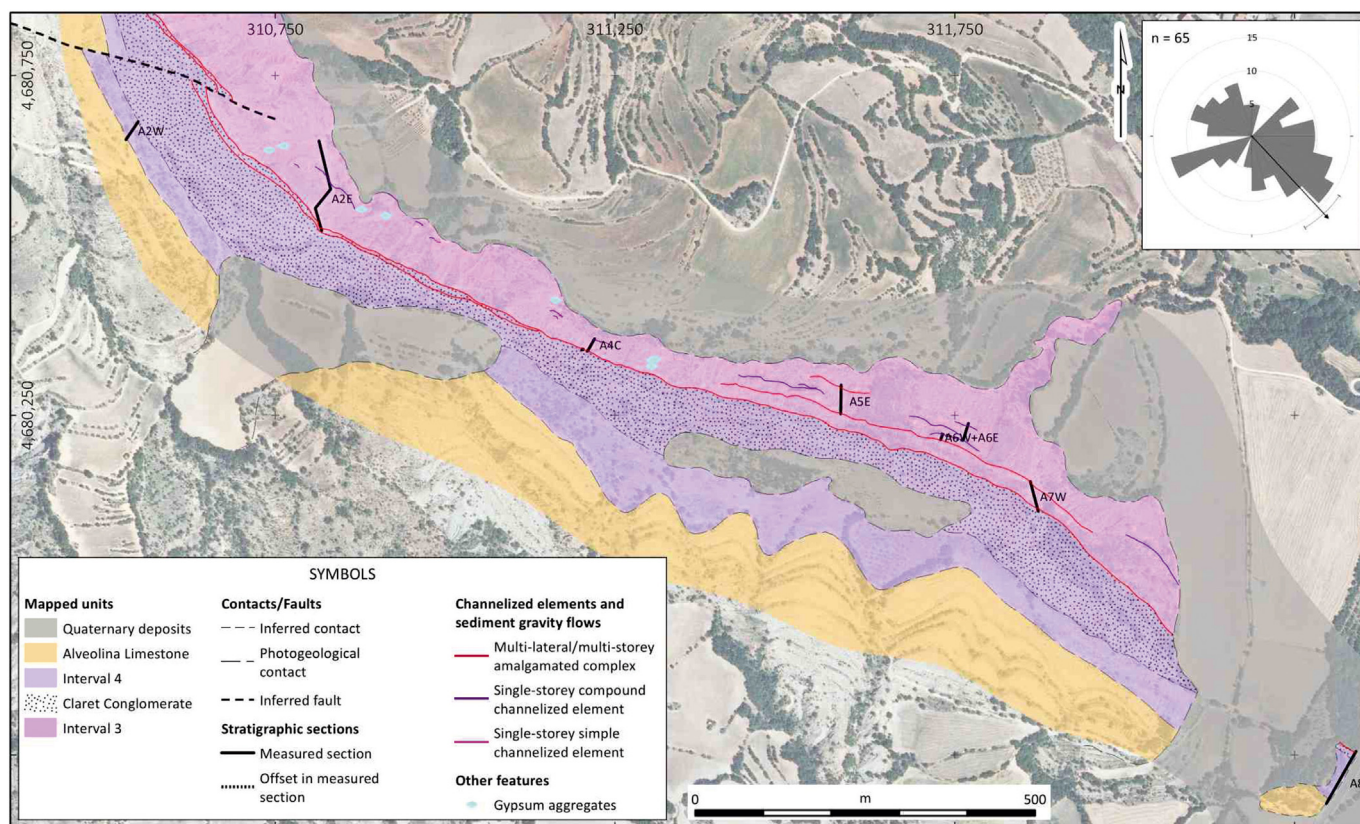 310,750
311,250
311,750
4,680,750
4,680,250
n = 65
15
10
5
N
A2W
A2E
A4C
A5E
A6W+A6E
A7W
A8
SYMBOLS
Mapped units
Quaternary deposits
Alveolina Limestone
Interval 4
Claret Conglomerate
Interval 3
Contacts/Faults
Inferred contact
Photogeological
contact
Inferred fault
Stratigraphic sections
Measured section
Offset in measured
section
Channelized elements and
sediment gravity flows
Multi-lateral/multi-storey
amalgamated complex
Single-storey compound
channelized element
Single-storey simple
channelized element
Other features
Gypsum aggregates
0 m 500